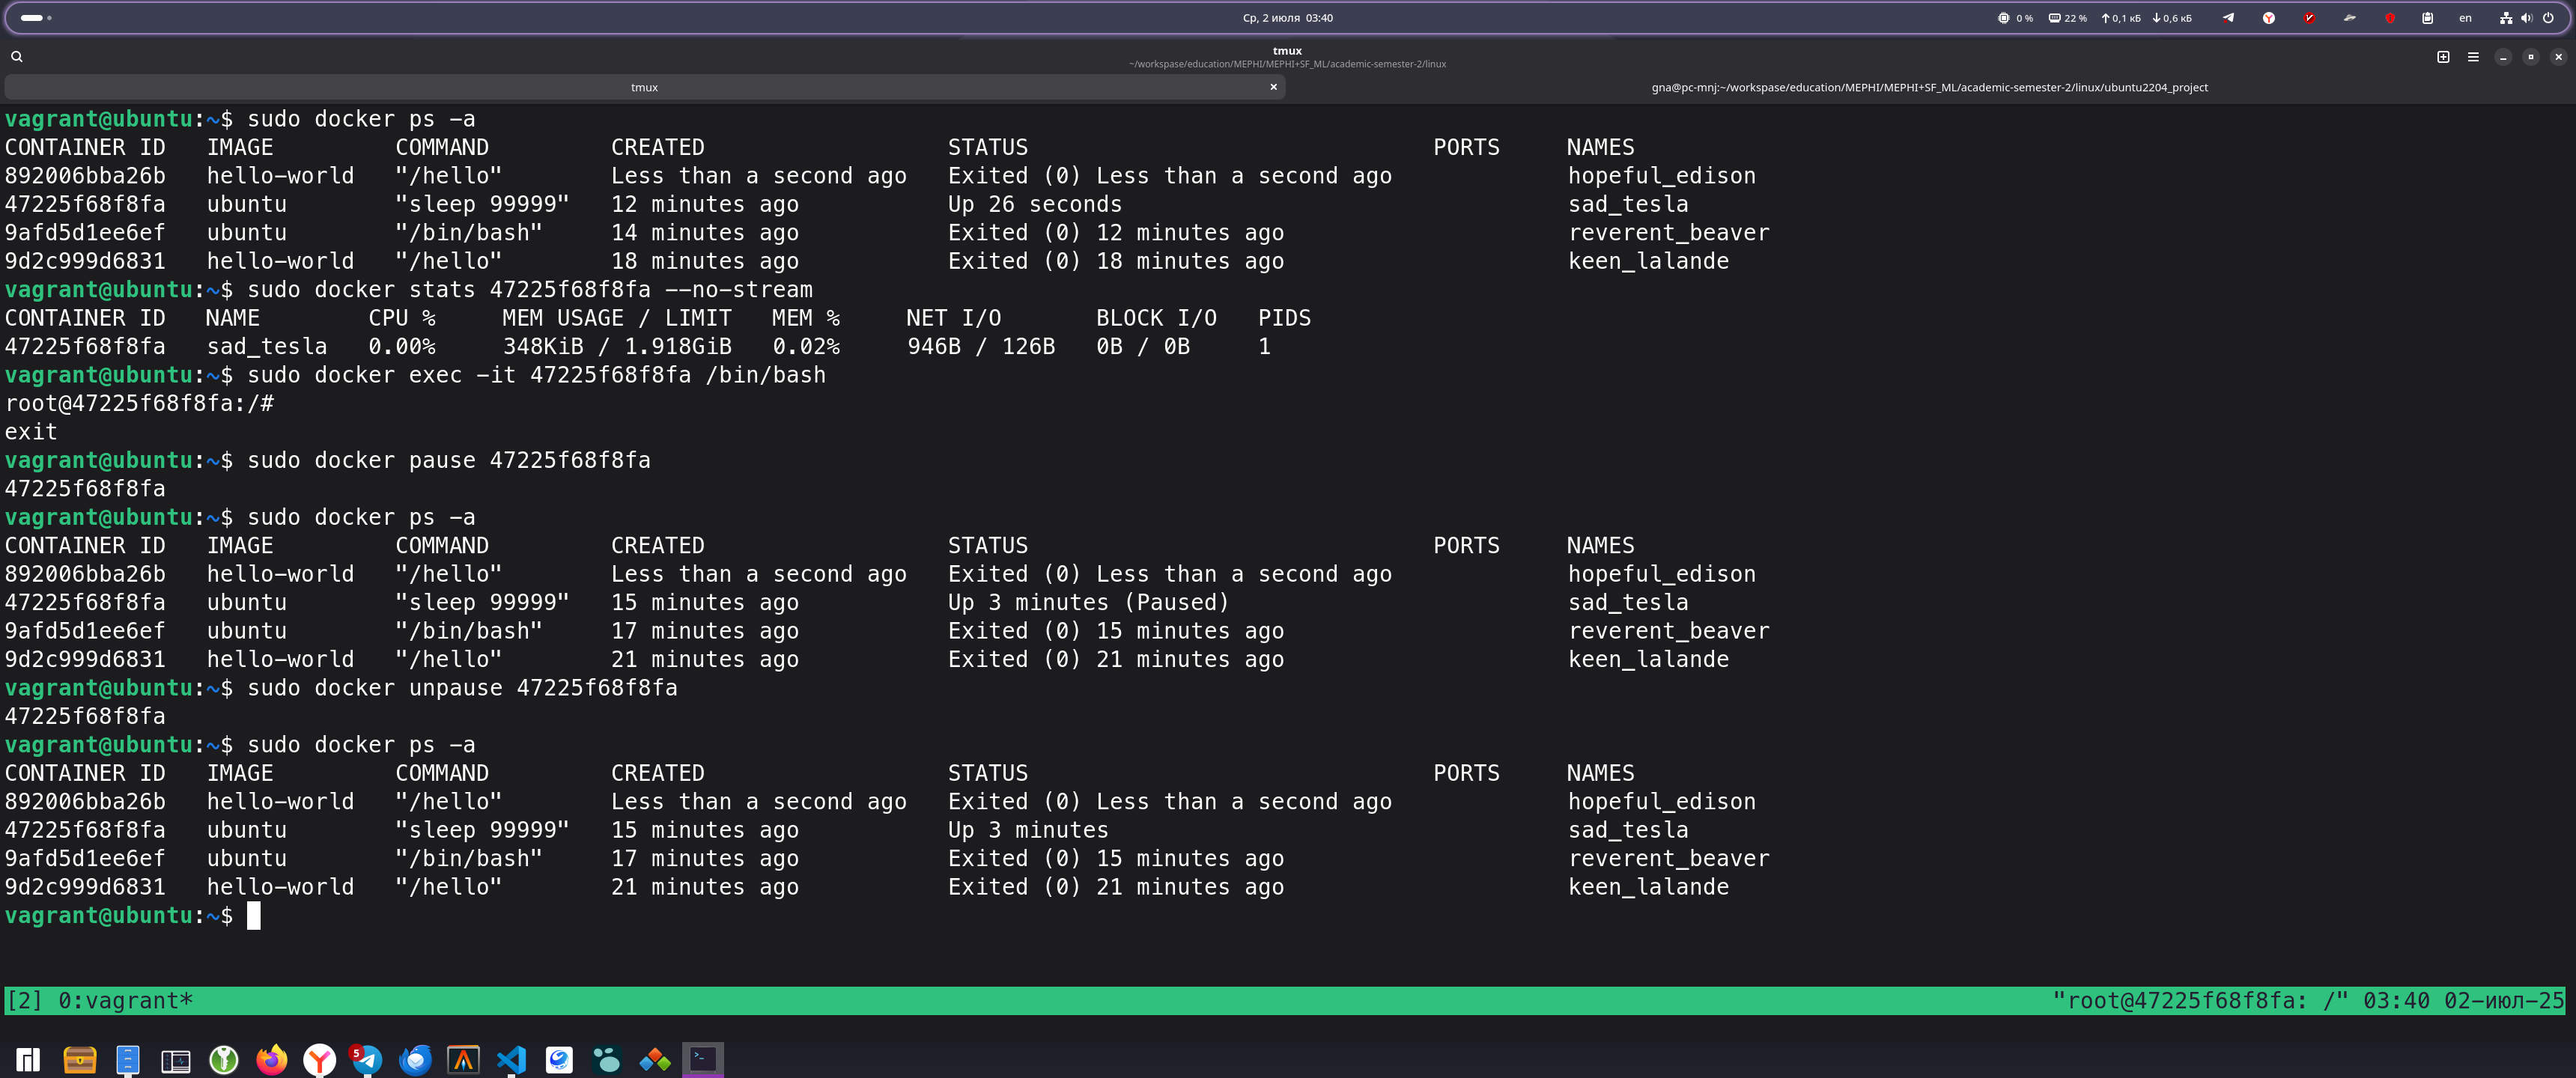 Ср, 2 июля 03:40
0 %
22 %
0,1 кБ
0,6 кБ
en
tmux
~/workspase/education/MEPHI/MEPHI+SF_ML/academic-semester-2/linux
tmux
gna@pc-mnj:~/workspase/education/MEPHI/MEPHI+SF_ML/academic-semester-2/linux/ubuntu2204_project
vagrant@ubuntu:~$ sudo docker ps -a
CONTAINER ID   IMAGE         COMMAND         CREATED                  STATUS                              PORTS     NAMES
892006bba26b   hello-world   "/hello"        Less than a second ago   Exited (0) Less than a second ago             hopeful_edison
47225f68f8fa   ubuntu        "sleep 99999"   12 minutes ago           Up 26 seconds                                 sad_tesla
9afd5d1ee6ef   ubuntu        "/bin/bash"     14 minutes ago           Exited (0) 12 minutes ago                     reverent_beaver
9d2c999d6831   hello-world   "/hello"        18 minutes ago           Exited (0) 18 minutes ago                     keen_lalande
vagrant@ubuntu:~$ sudo docker stats 47225f68f8fa --no-stream
CONTAINER ID   NAME        CPU %     MEM USAGE / LIMIT   MEM %     NET I/O       BLOCK I/O   PIDS
47225f68f8fa   sad_tesla   0.00%     348KiB / 1.918GiB   0.02%     946B / 126B   0B / 0B     1
vagrant@ubuntu:~$ sudo docker exec -it 47225f68f8fa /bin/bash
root@47225f68f8fa:/#
exit
vagrant@ubuntu:~$ sudo docker pause 47225f68f8fa
47225f68f8fa
vagrant@ubuntu:~$ sudo docker ps -a
CONTAINER ID   IMAGE         COMMAND         CREATED                  STATUS                              PORTS     NAMES
892006bba26b   hello-world   "/hello"        Less than a second ago   Exited (0) Less than a second ago             hopeful_edison
47225f68f8fa   ubuntu        "sleep 99999"   15 minutes ago           Up 3 minutes (Paused)                         sad_tesla
9afd5d1ee6ef   ubuntu        "/bin/bash"     17 minutes ago           Exited (0) 15 minutes ago                     reverent_beaver
9d2c999d6831   hello-world   "/hello"        21 minutes ago           Exited (0) 21 minutes ago                     keen_lalande
vagrant@ubuntu:~$ sudo docker unpause 47225f68f8fa
47225f68f8fa
vagrant@ubuntu:~$ sudo docker ps -a
CONTAINER ID   IMAGE         COMMAND         CREATED                  STATUS                              PORTS     NAMES
892006bba26b   hello-world   "/hello"        Less than a second ago   Exited (0) Less than a second ago             hopeful_edison
47225f68f8fa   ubuntu        "sleep 99999"   15 minutes ago           Up 3 minutes                                  sad_tesla
9afd5d1ee6ef   ubuntu        "/bin/bash"     17 minutes ago           Exited (0) 15 minutes ago                     reverent_beaver
9d2c999d6831   hello-world   "/hello"        21 minutes ago           Exited (0) 21 minutes ago                     keen_lalande
vagrant@ubuntu:~$
[2] 0:vagrant*
"root@47225f68f8fa: /" 03:40 02-июл-25
5